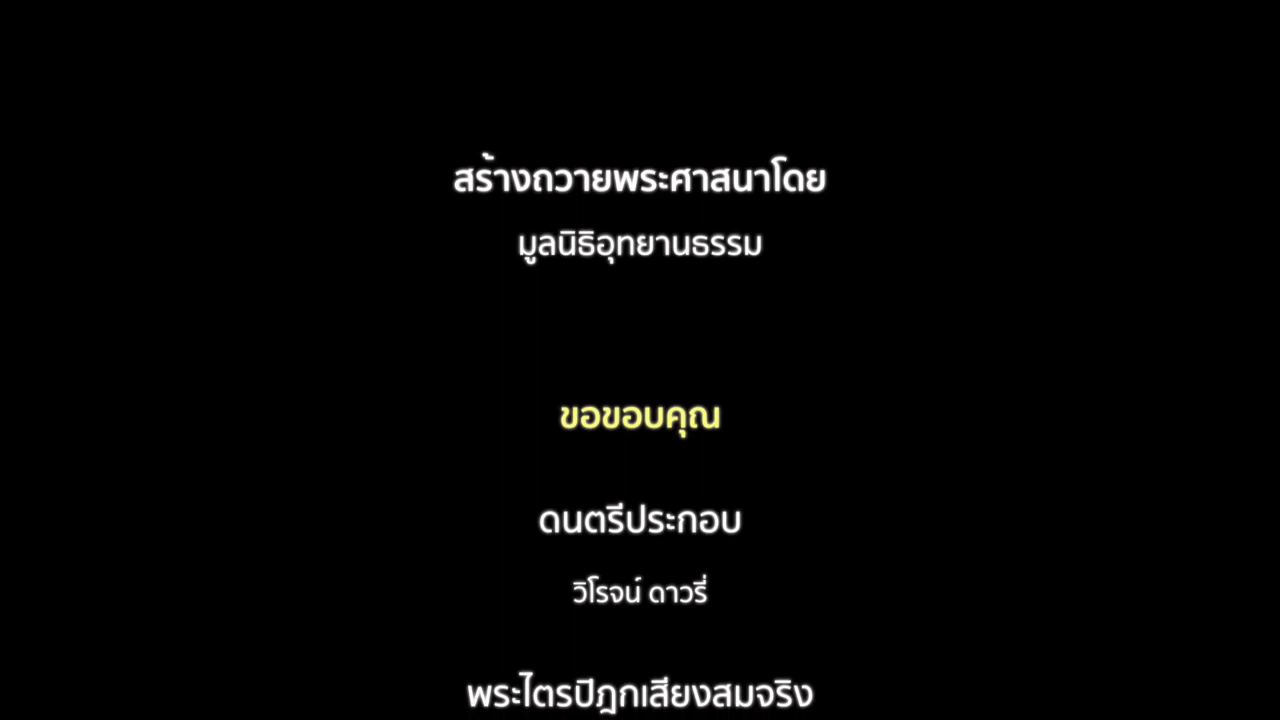 สร้างถวายพระศาสนาโดย
มูลนิธิอุทยานธรรม
ขอขอบคุณ
ดนตรีประกอบ
วิโรจน์ ดาวรี่
พระไตรปิฎกเสียงสมจริง